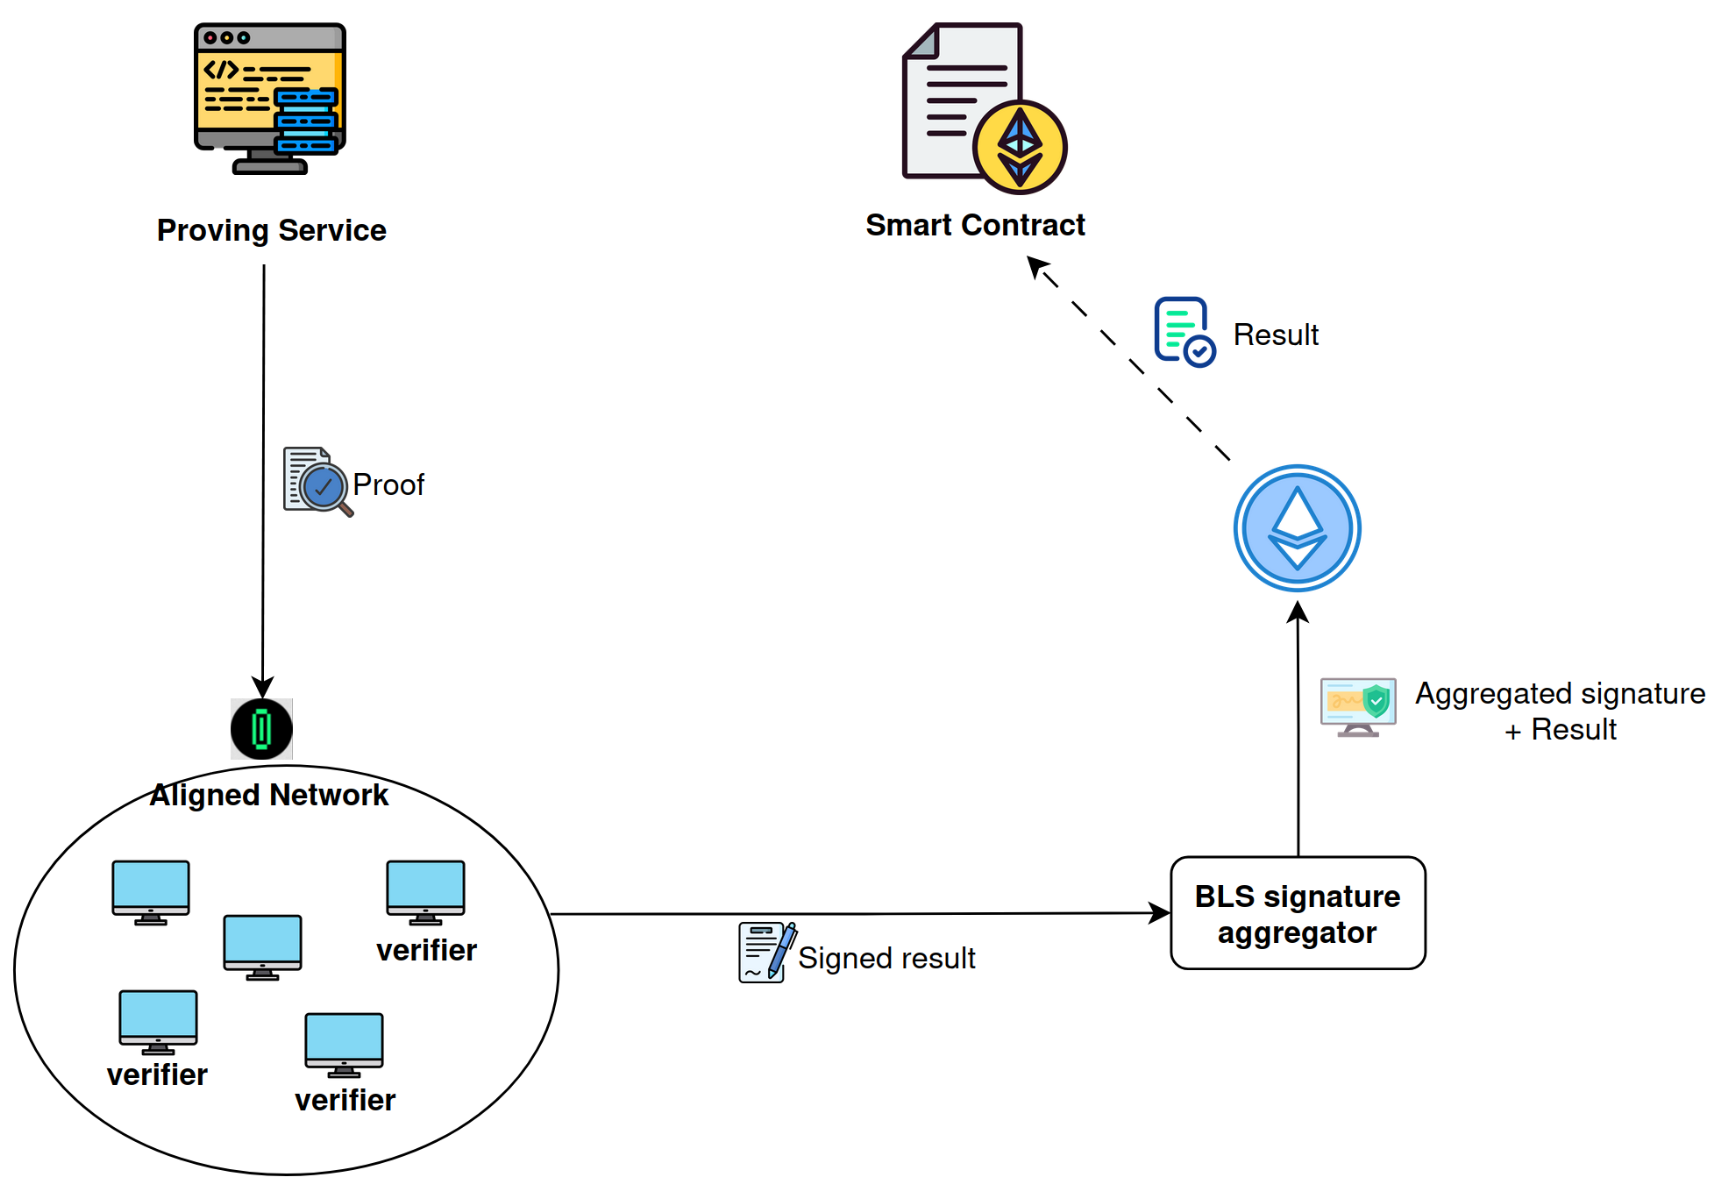 Proving Service
Smart Contract
Result
Proof
Aggregated signature
+ Result
Aligned Network
BLS signature
aggregator
verifier
Signed result
verifier
verifier